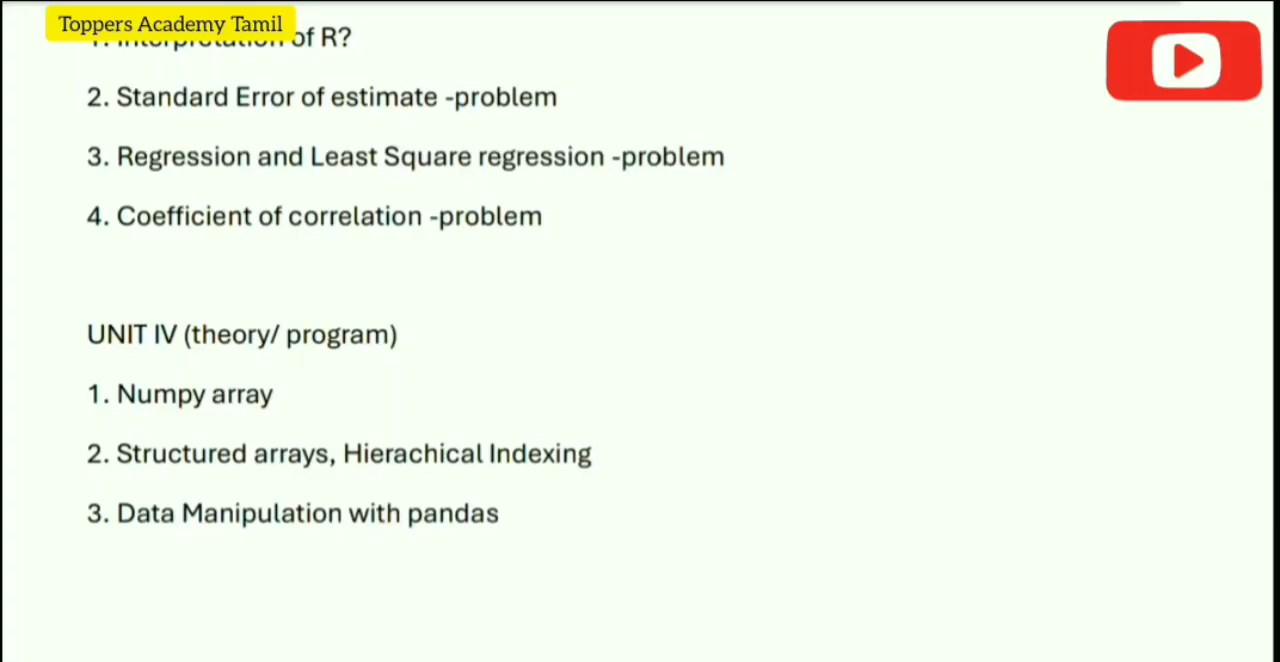 Toppers Academy Tamil
1. Interpretation of R?
2. Standard Error of estimate -problem
3. Regression and Least Square regression -problem
4. Coefficient of correlation -problem
UNIT IV (theory/ program)
1. Numpy array
2. Structured arrays, Hierachical Indexing
3. Data Manipulation with pandas